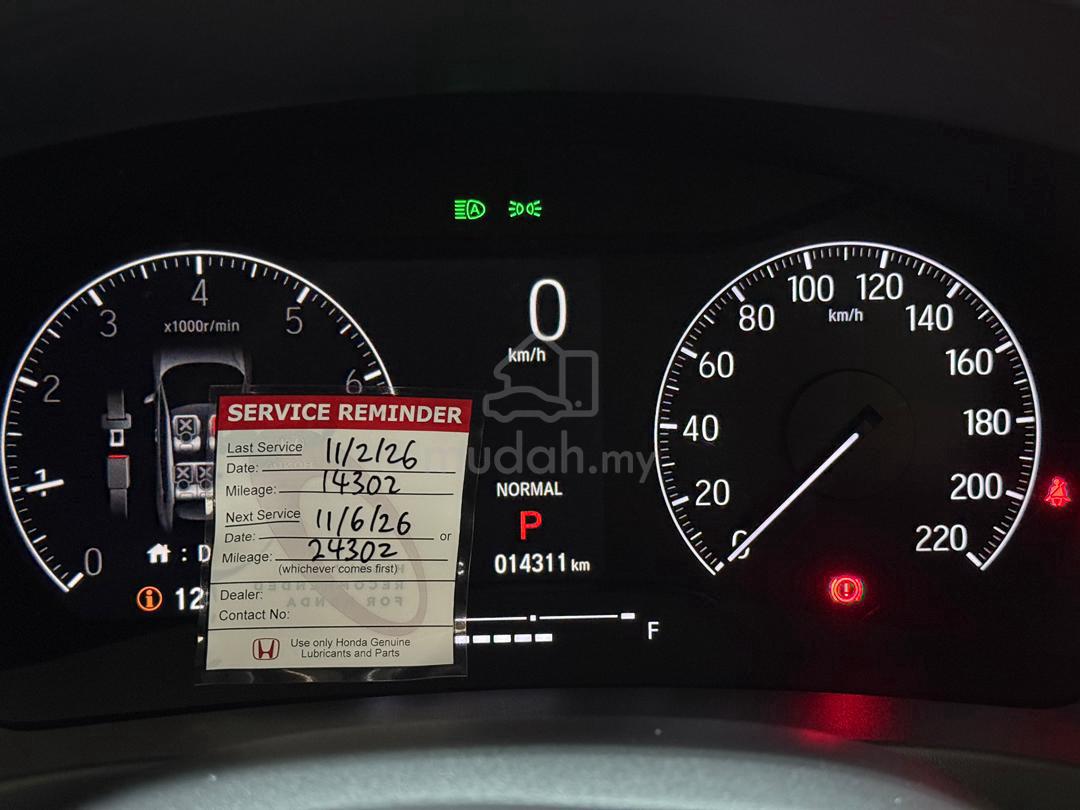 0
km/h
4
3
5
x1000r/min
2
6
1
0
100
120
km/h
80
140
60
160
40
180
20
200
0
220
mudah.my
NORMAL
P
014311 km
F
: D
12
SERVICE REMINDER
Last Service
Date: 11/2/26
Mileage: 14302
Next Service
Date: 11/6/26 or
Mileage: 24302
(whichever comes first)
Dealer:
Contact No:
Use only Honda Genuine
Lubricants and Parts